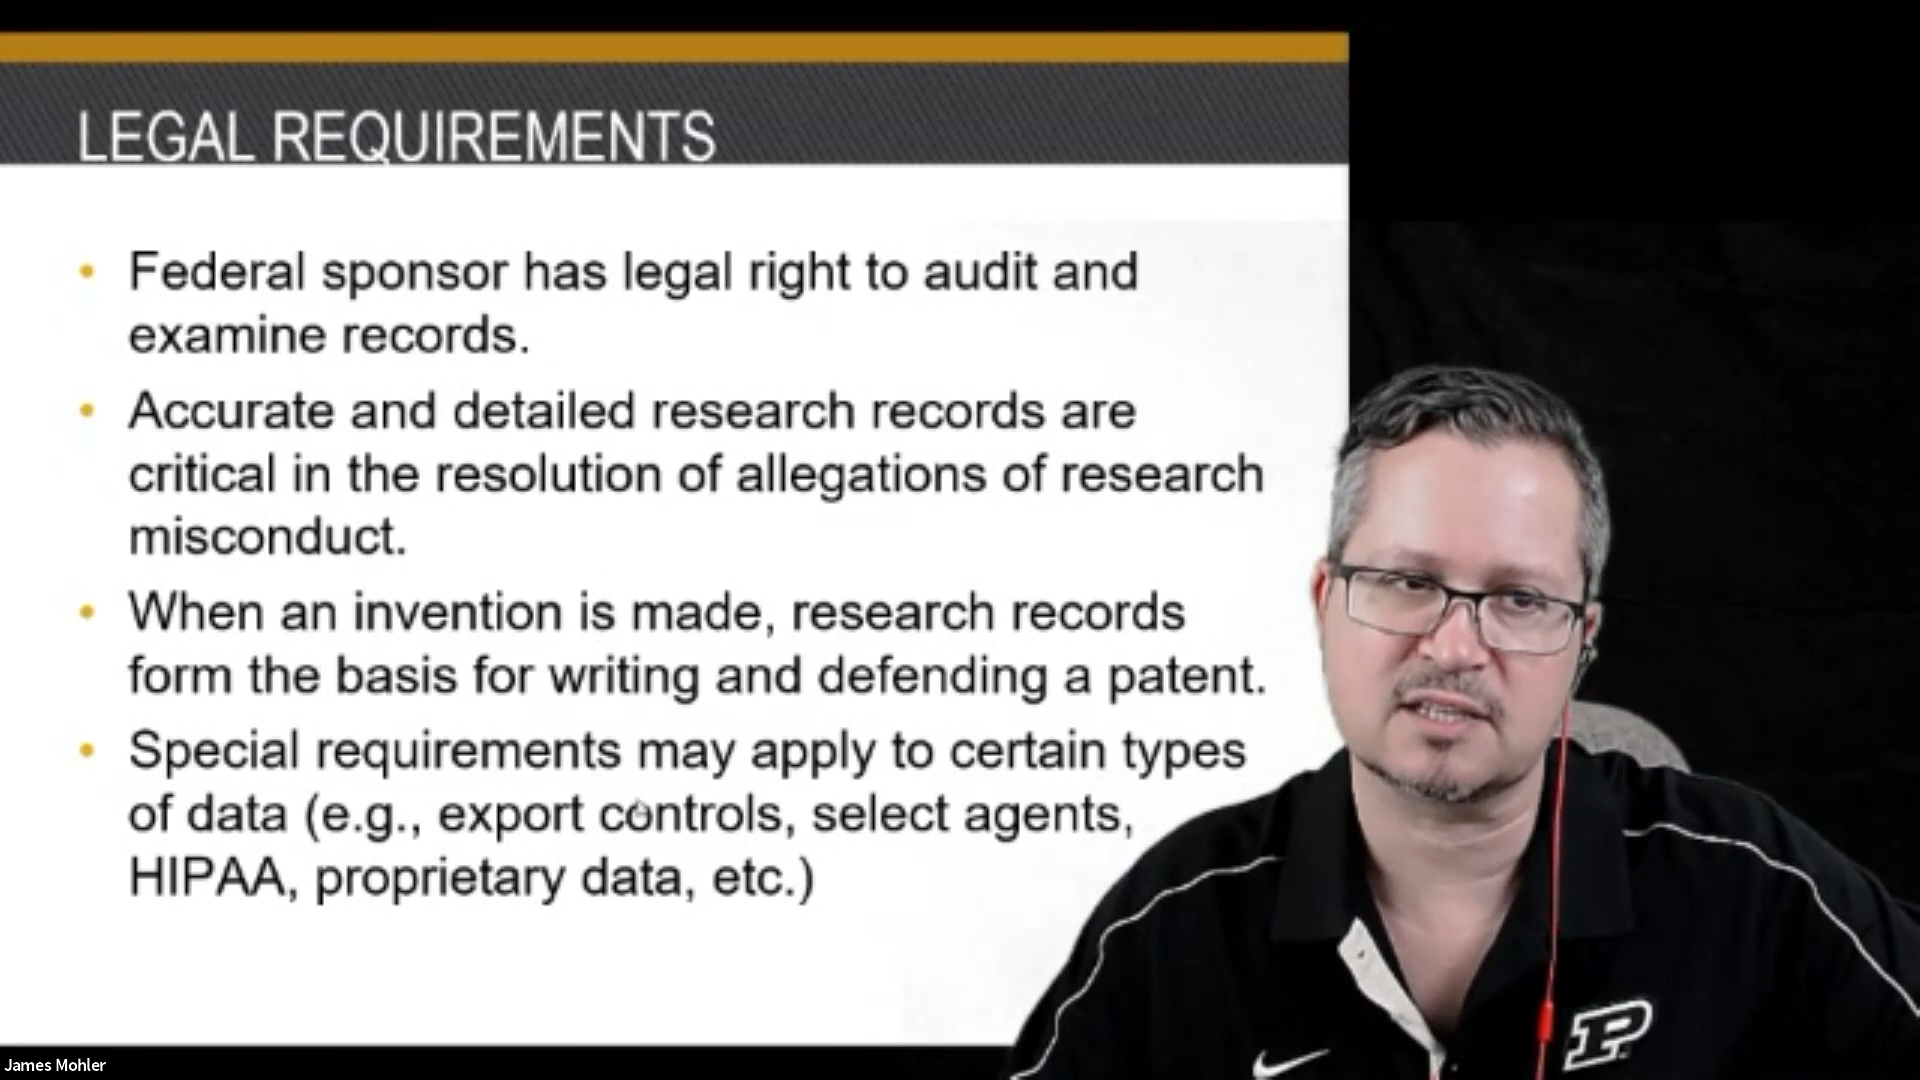 LEGAL REQUIREMENTS
• Federal sponsor has legal right to audit and
examine records.
• Accurate and detailed research records are
critical in the resolution of allegations of research
misconduct.
• When an invention is made, research records
form the basis for writing and defending a patent.
• Special requirements may apply to certain types
of data (e.g., export controls, select agents,
HIPAA, proprietary data, etc.)
P
James Mohler